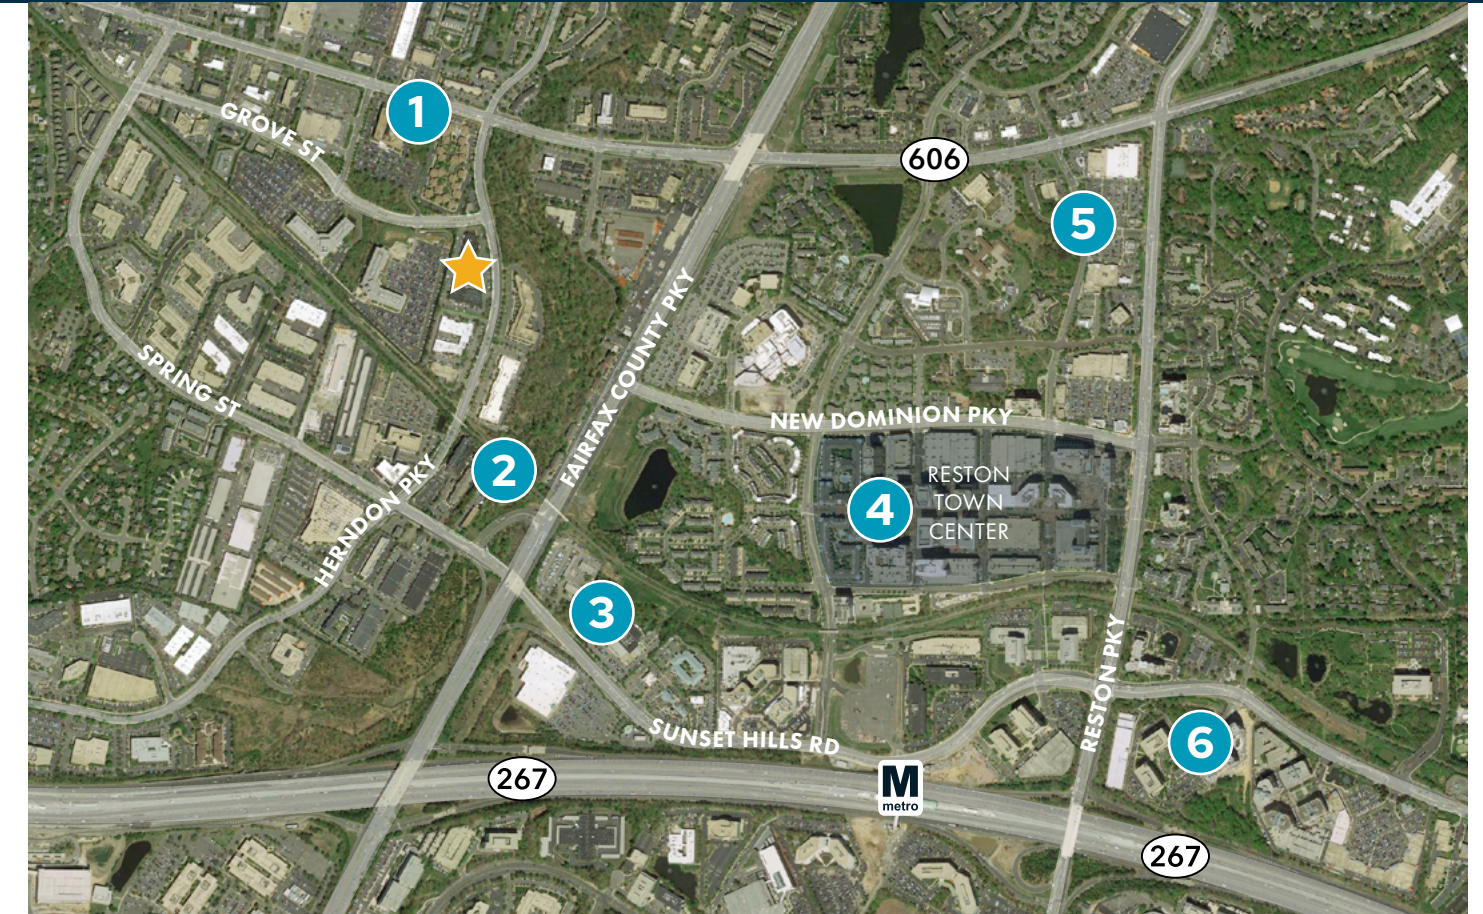 1
GROVE ST
606
5
FAIRFAX COUNTY PKY
SPRING ST
NEW DOMINION PKY
2
HERNDON PKY
4
RESTON
TOWN
CENTER
3
RESTON PKY
SUNSET HILLS RD
6
267
M
metro
267